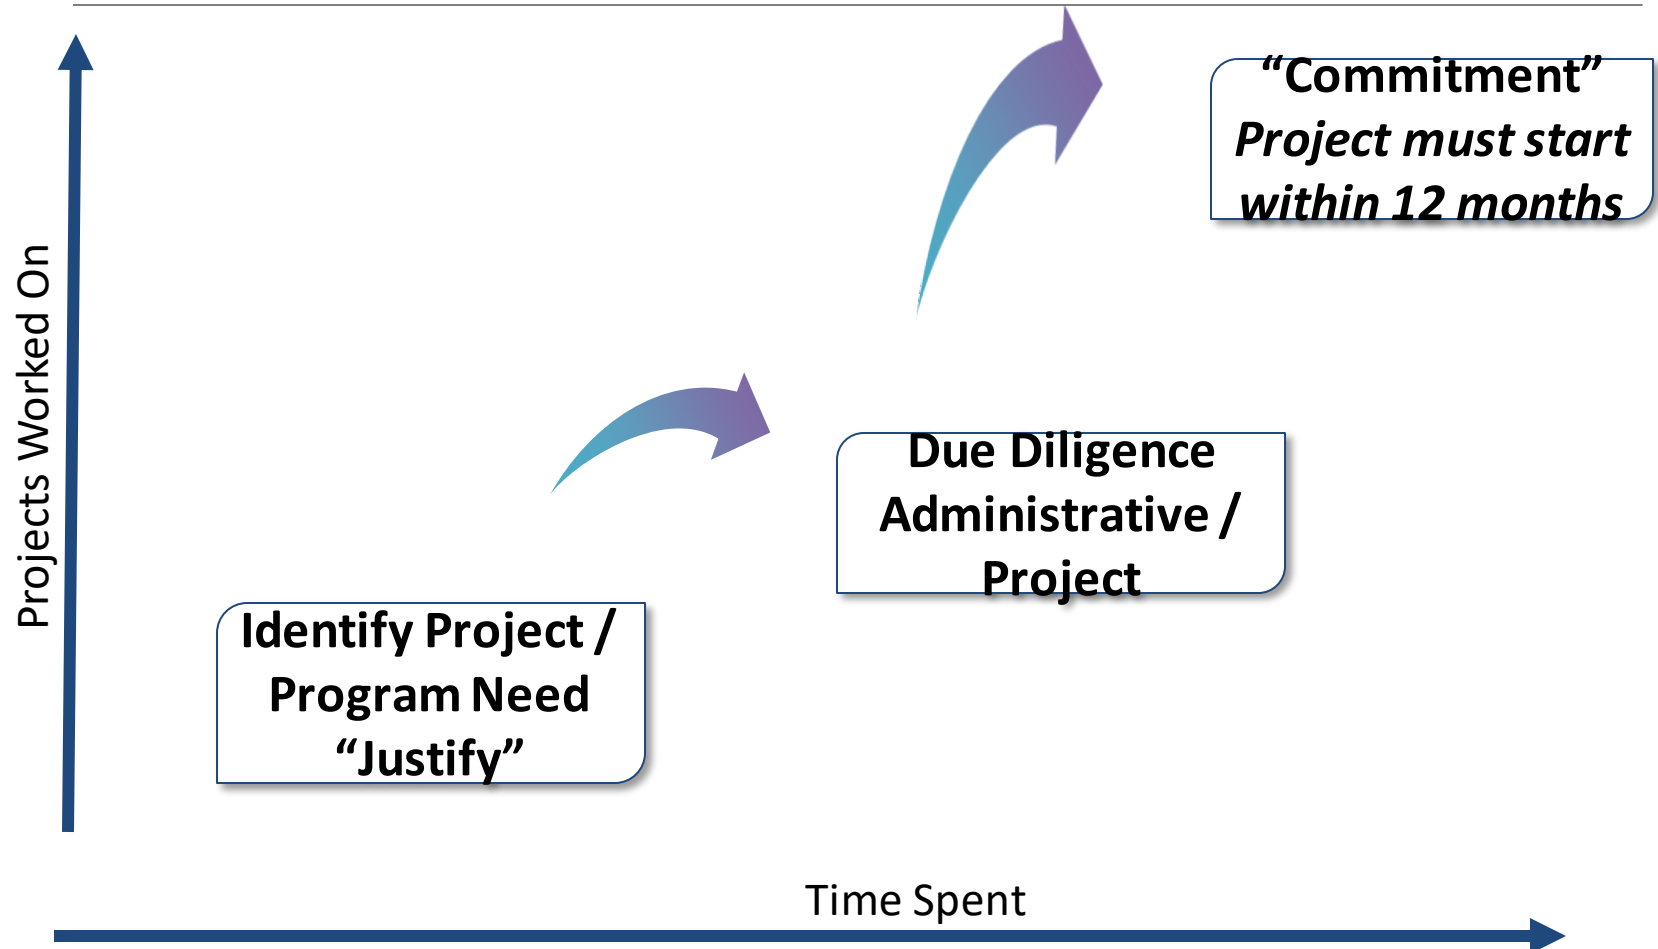 “Commitment”
Project must start
within 12 months
Projects Worked On
Due Diligence
Administrative /
Project
Identify Project /
Program Need
“Justify”
Time Spent